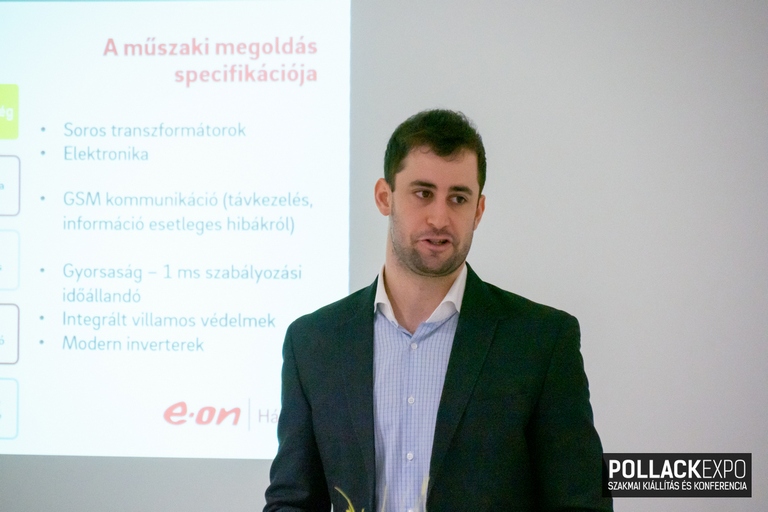 A műszaki megoldás
specifikációja
• Soros transzformátorok
• Elektronika
• GSM kommunikáció (távkezelés,
információ esetleges hibákról)
• Gyorsaság – 1 ms szabályozási
időállandó
• Integrált villamos védelmek
• Modern inverterek
e·on
POLLACKEXPO
SZAKMAI KIÁLLÍTÁS ÉS KONFERENCIA